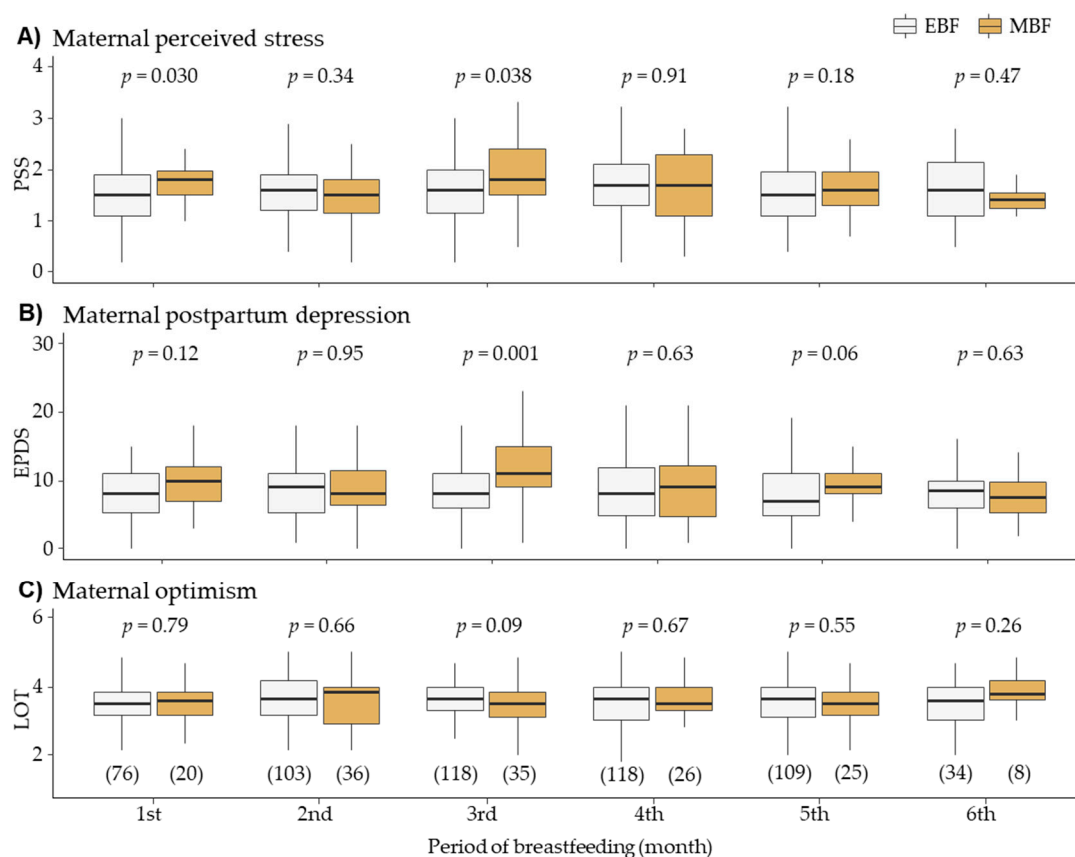 EBF MBF
A) Maternal perceived stress
4
p = 0.030 p = 0.34 p = 0.038 p = 0.91 p = 0.18 p = 0.47
3
2
1
0
PSS
B) Maternal postpartum depression
30
p = 0.12 p = 0.95 p = 0.001 p = 0.63 p = 0.06 p = 0.63
20
10
0
EPDS
C) Maternal optimism
6
p = 0.79 p = 0.66 p = 0.09 p = 0.67 p = 0.55 p = 0.26
4
2
LOT
(76) (20) (103) (36) (118) (35) (118) (26) (109) (25) (34) (8)
1st 2nd 3rd 4th 5th 6th
Period of breastfeeding (month)